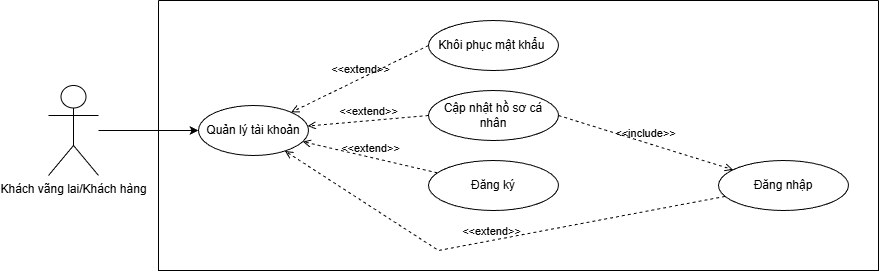 Khôi phục mật khẩu
<<extend>>
Cập nhật hồ sơ cá
nhân
<<extend>>
Quản lý tài khoản
<<include>>
<<extend>>
Đăng ký
Đăng nhập
Khách vãng lai/Khách hàng
<<extend>>